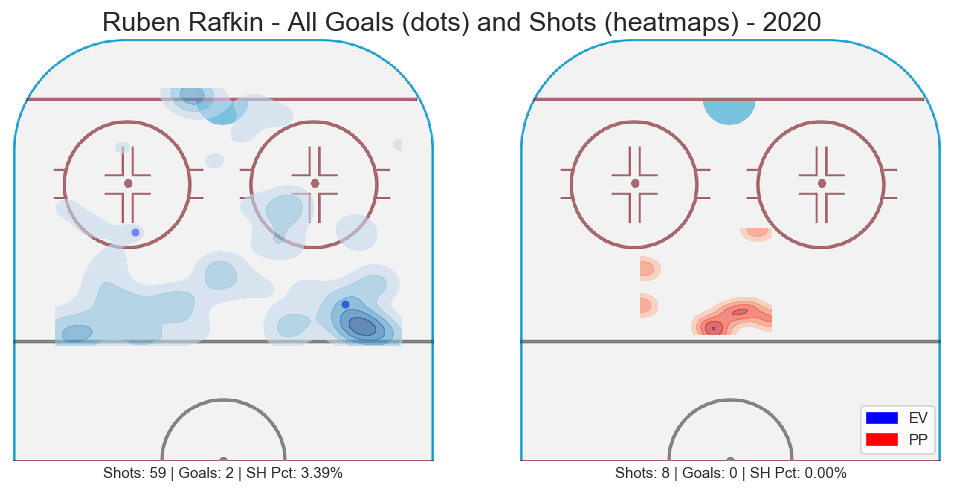 Ruben Rafkin - All Goals (dots) and Shots (heatmaps) - 2020
EV
PP
Shots: 59 | Goals: 2 | SH Pct: 3.39%
Shots: 8 | Goals: 0 | SH Pct: 0.00%